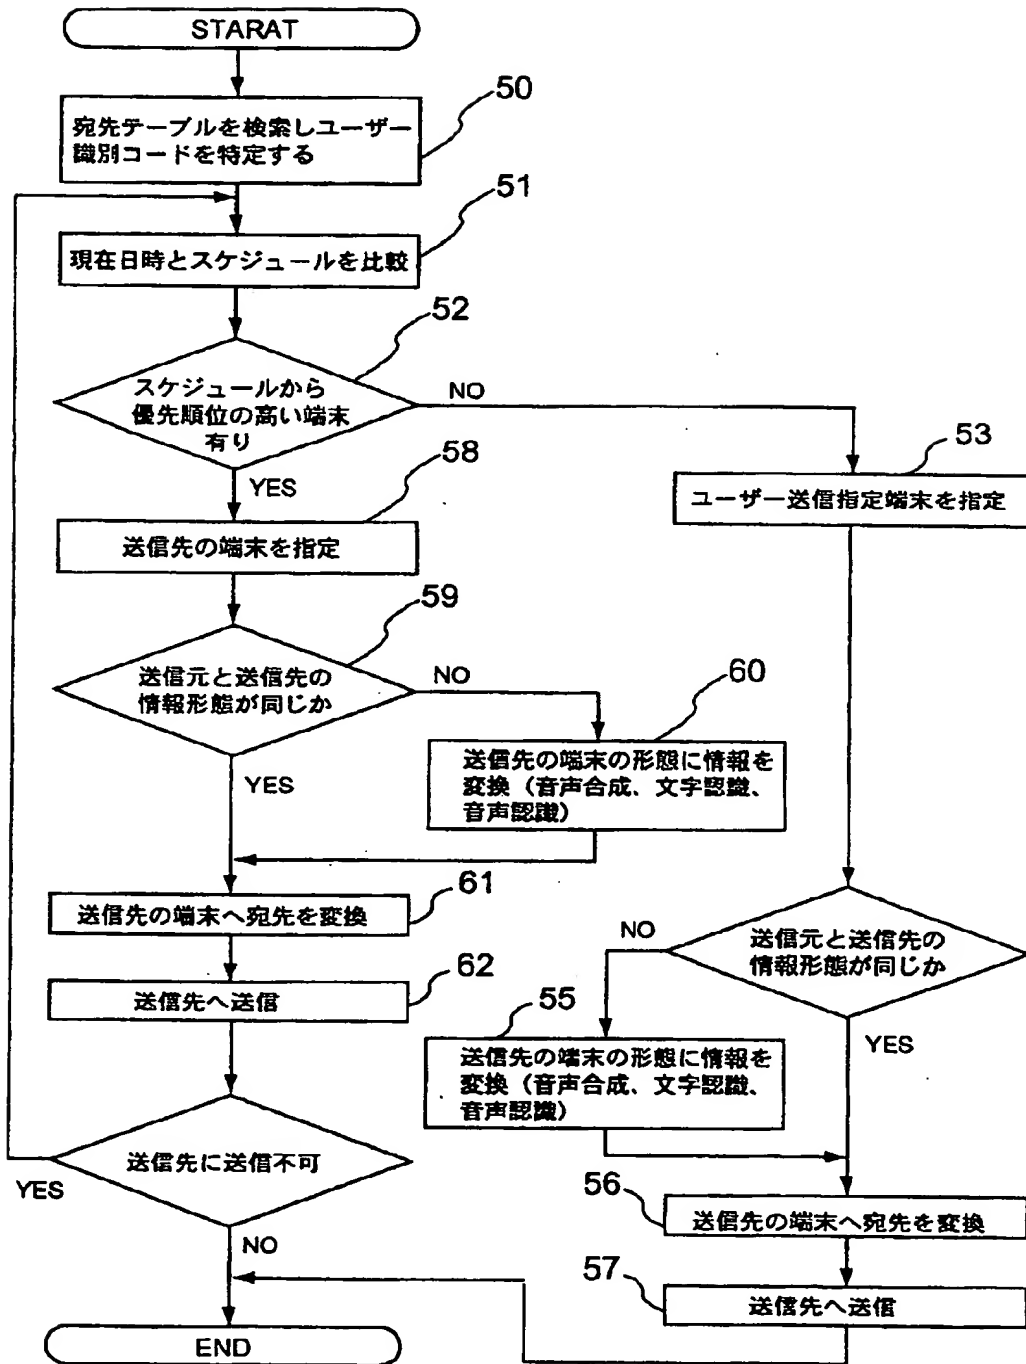 STARAT
50
宛先テーブルを検索しユーザー
識別コードを特定する
51
現在日時とスケジュールを比較
52
スケジュールから
優先順位の高い端末
有り
NO
YES
53
ユーザー送信指定端末を指定
58
送信先の端末を指定
59
送信元と送信先の
情報形態が同じか
NO
YES
60
送信先の端末の形態に情報を
変換（音声合成、文字認識、
音声認識）
61
送信先の端末へ宛先を変換
62
送信先へ送信
送信先に送信不可
YES
NO
送信元と送信先の
情報形態が同じか
NO
YES
55
送信先の端末の形態に情報を
変換（音声合成、文字認識、
音声認識）
56
送信先の端末へ宛先を変換
57
送信先へ送信
END